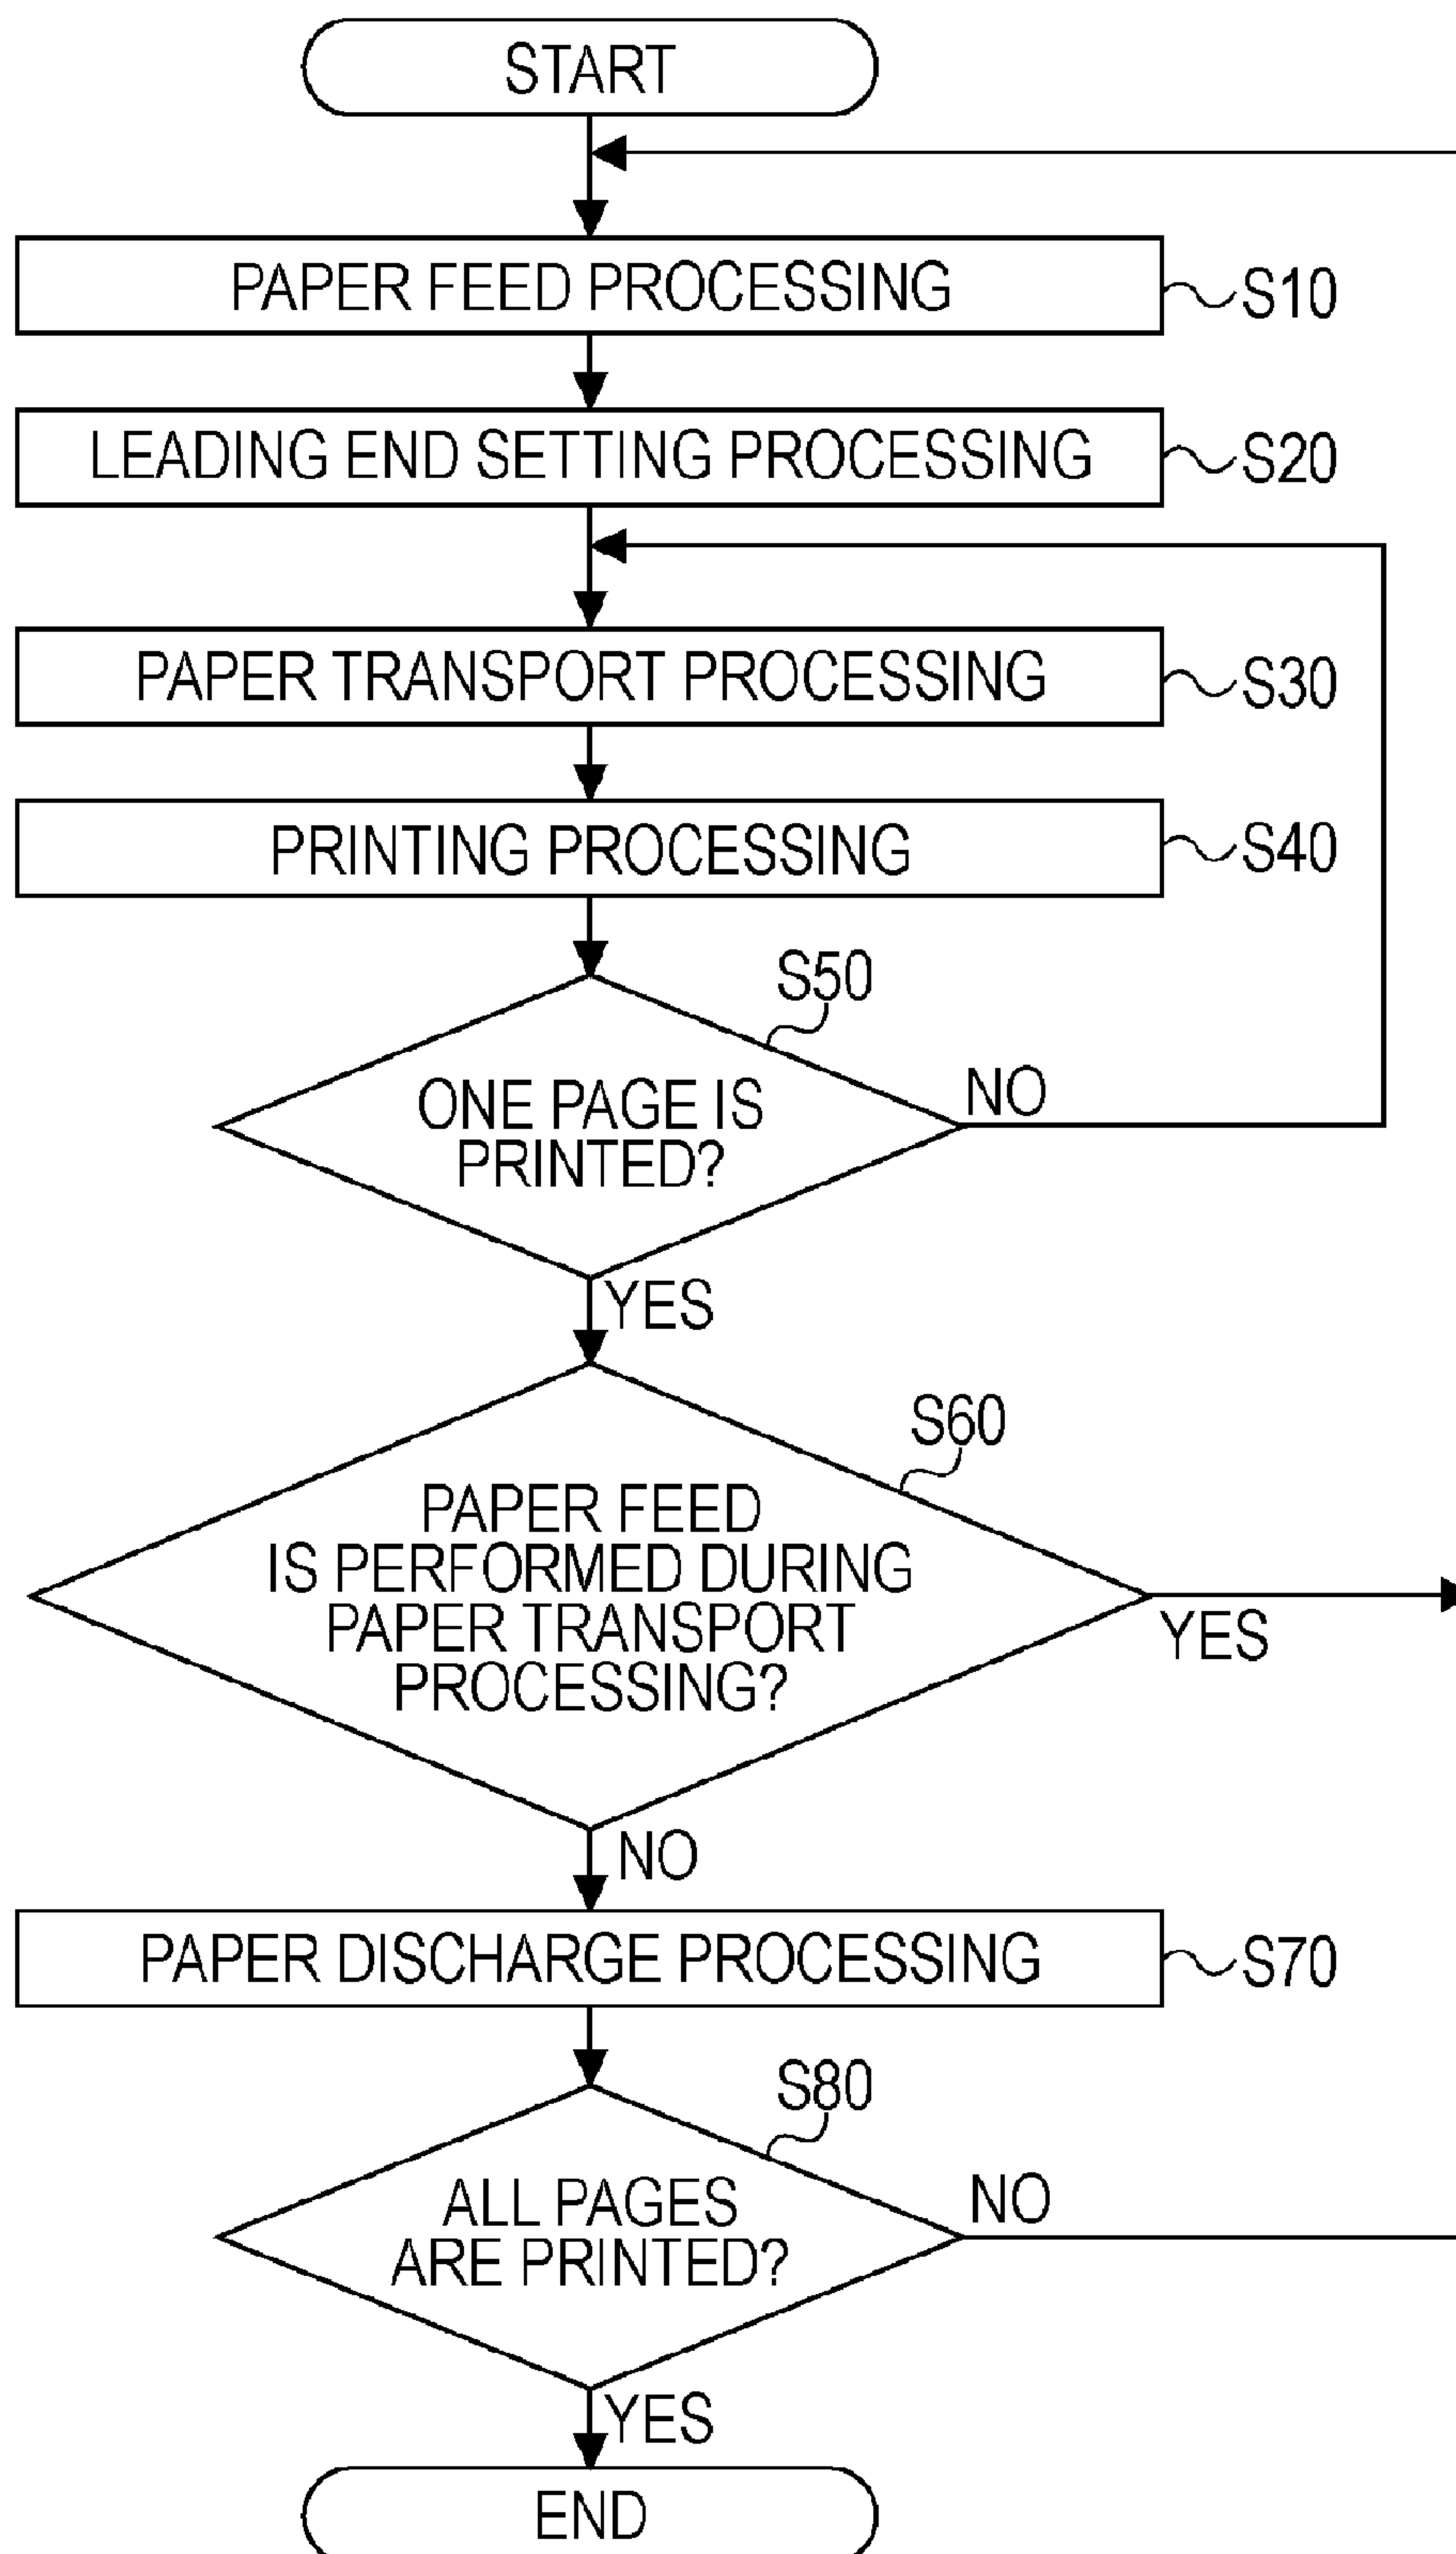 START
PAPER FEED PROCESSING
S10
LEADING END SETTING PROCESSING
S20
PAPER TRANSPORT PROCESSING
S30
PRINTING PROCESSING
S40
S50
ONE PAGE IS
PRINTED?
NO
YES
S60
PAPER FEED
IS PERFORMED DURING
PAPER TRANSPORT
PROCESSING?
YES
NO
PAPER DISCHARGE PROCESSING
S70
S80
ALL PAGES
ARE PRINTED?
NO
YES
END